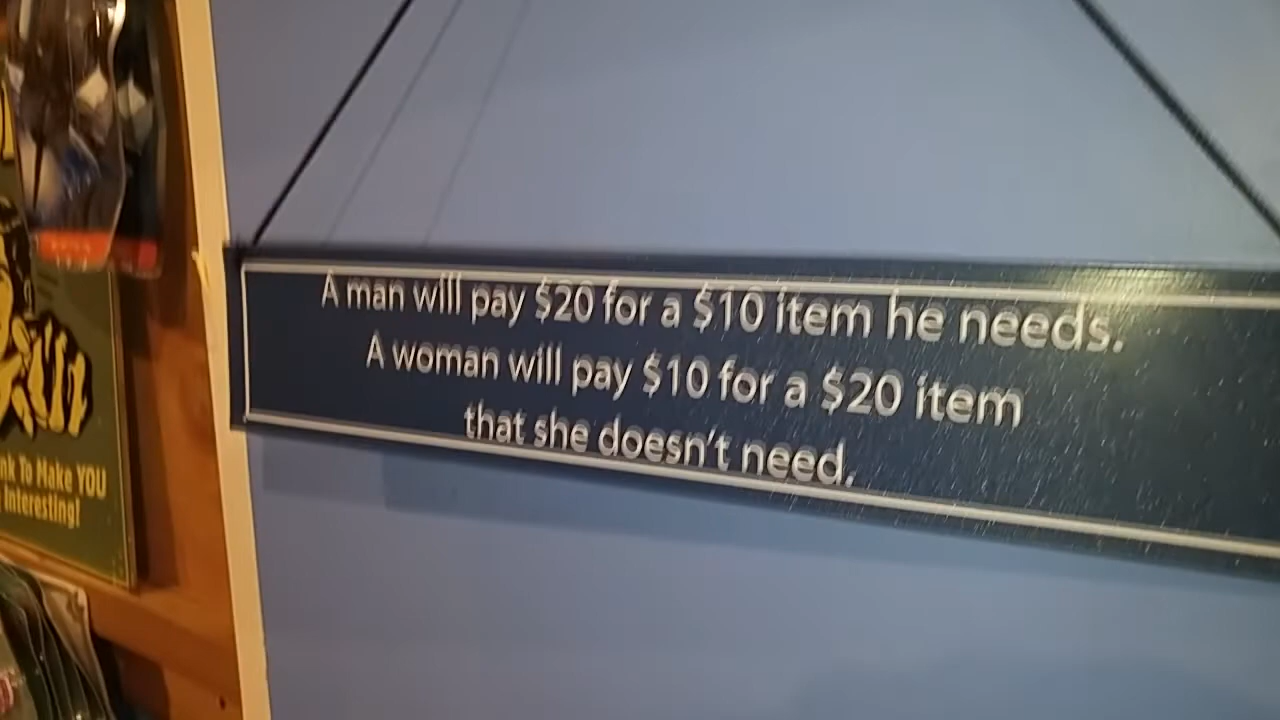 A man will pay $20 for a $10 item he needs.
A woman will pay $10 for a $20 item
that she doesn't need.
To Make YOU
Interesting!